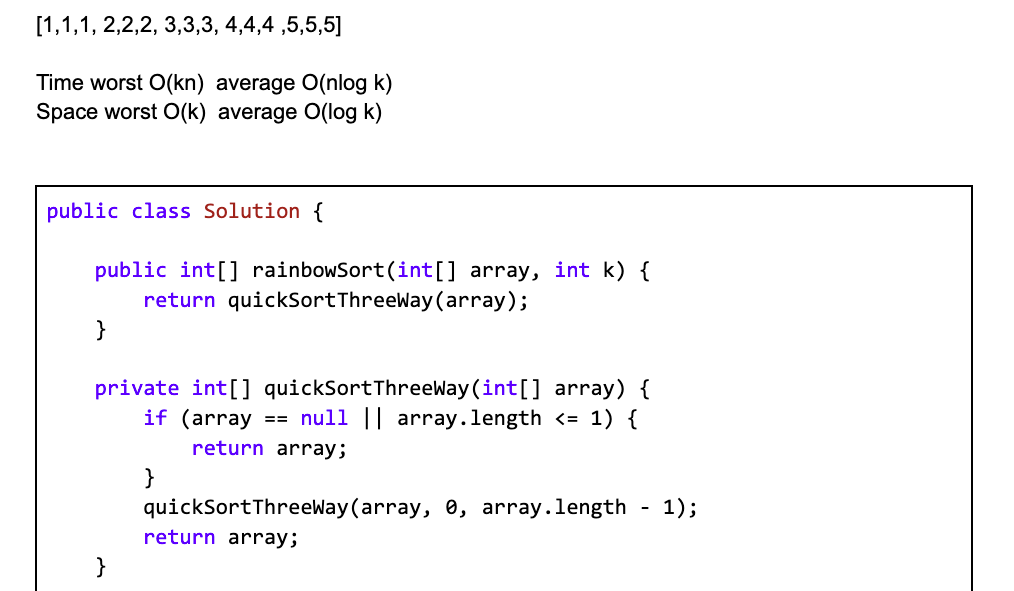 [1,1,1, 2,2,2, 3,3,3, 4,4,4 ,5,5,5]
Time worst O(kn)  average O(nlog k)
Space worst O(k)  average O(log k)
public class Solution {
    public int[] rainbowSort(int[] array, int k) {
        return quickSortThreeWay(array);
    }
    private int[] quickSortThreeWay(int[] array) {
        if (array == null || array.length <= 1) {
            return array;
        }
        quickSortThreeWay(array, 0, array.length - 1);
        return array;
    }